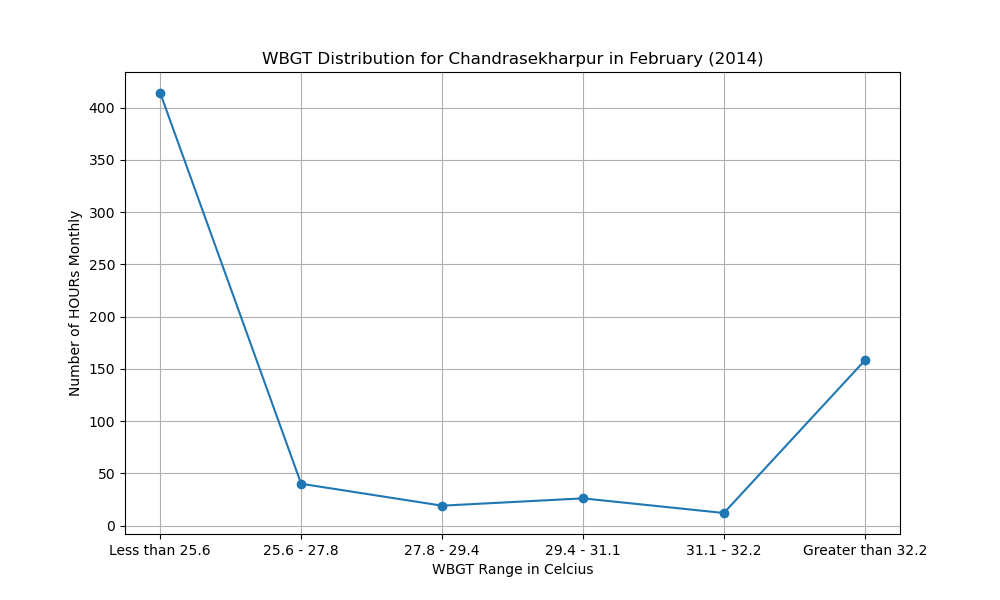 WBGT Distribution for Chandrasekharpur in February (2014)
Number of HOURs Monthly
400
350
300
250
200
150
100
50
0
Less than 25.6
25.6 - 27.8
27.8 - 29.4
29.4 - 31.1
31.1 - 32.2
Greater than 32.2
WBGT Range in Celcius